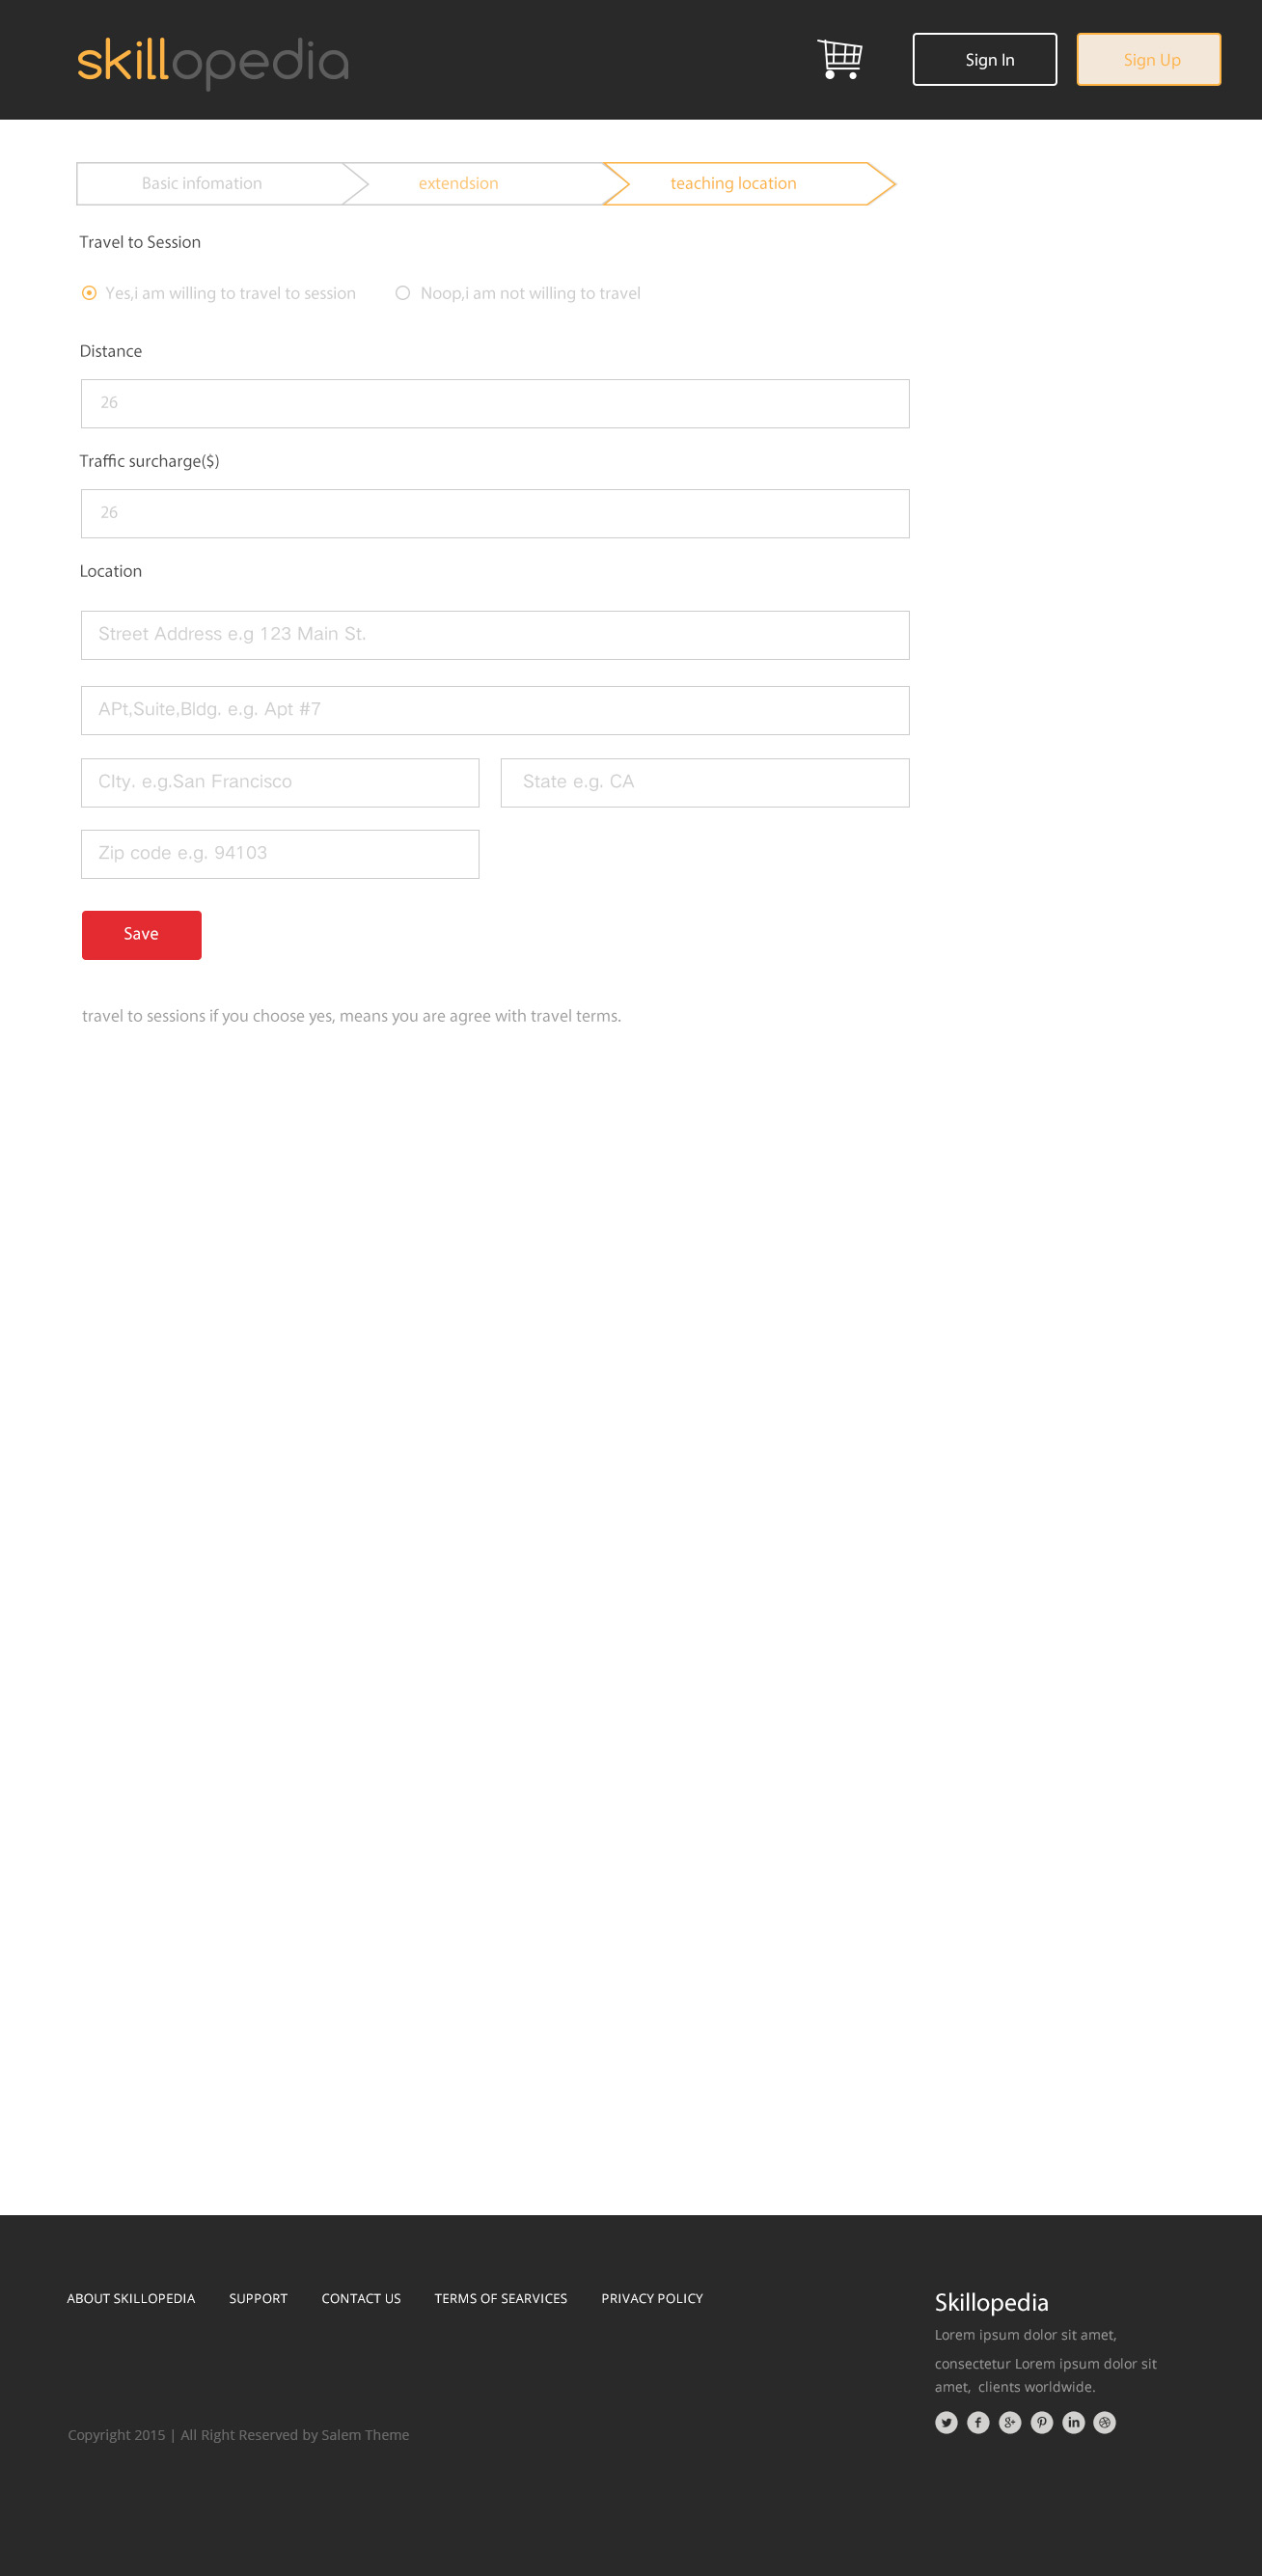 skillopedia
Sign In
Sign Up
Basic infomation
extendsion
teaching location
Travel to Session
Yes,i am willing to travel to session
Noop,i am not willing to travel
Distance
26
Traffic surcharge($)
26
Location
Street Address e.g 123 Main St.
APt,Suite,Bldg. e.g. Apt #7
CIty. e.g.San Francisco
State e.g. CA
Zip code e.g. 94103
Save
travel to sessions if you choose yes, means you are agree with travel terms.
ABOUT SKILLOPEDIA
SUPPORT
CONTACT US
TERMS OF SEARVICES
PRIVACY POLICY
Skillopedia
Lorem ipsum dolor sit amet,
consectetur Lorem ipsum dolor sit
amet, clients worldwide.
Copyright 2015 | All Right Reserved by Salem Theme